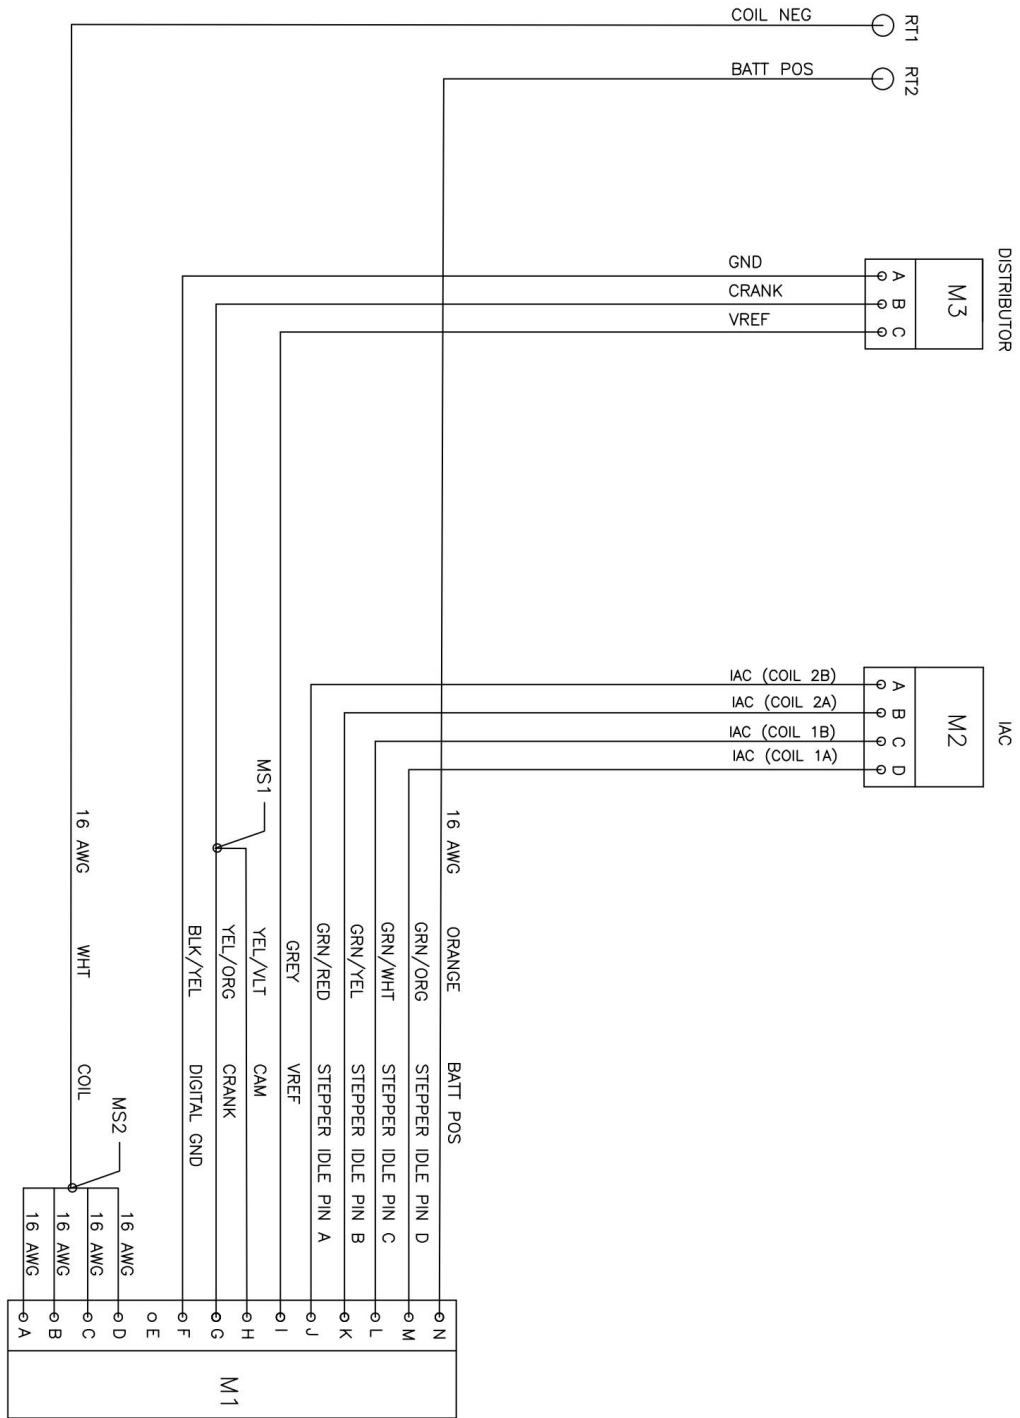 COIL NEG
RT1
BATT POS
RT2
DISTRIBUTOR
M3
GND
A
CRANK
B
VREF
C
IAC
M2
IAC (COIL 2B)
A
IAC (COIL 2A)
B
IAC (COIL 1B)
C
IAC (COIL 1A)
D
MS1
16 AWG ORANGE BATT POS
GRN/ORG STEPPER IDLE PIN D
GRN/WHT STEPPER IDLE PIN C
GRN/YEL STEPPER IDLE PIN B
GRN/RED STEPPER IDLE PIN A
GREY VREF
YEL/VLT CAM
YEL/ORG CRANK
BLK/YEL DIGITAL GND
16 AWG WHT COIL
MS2
16 AWG
16 AWG
16 AWG
16 AWG
N
M
L
K
J
I
H
G
F
E
D
C
B
A
M1